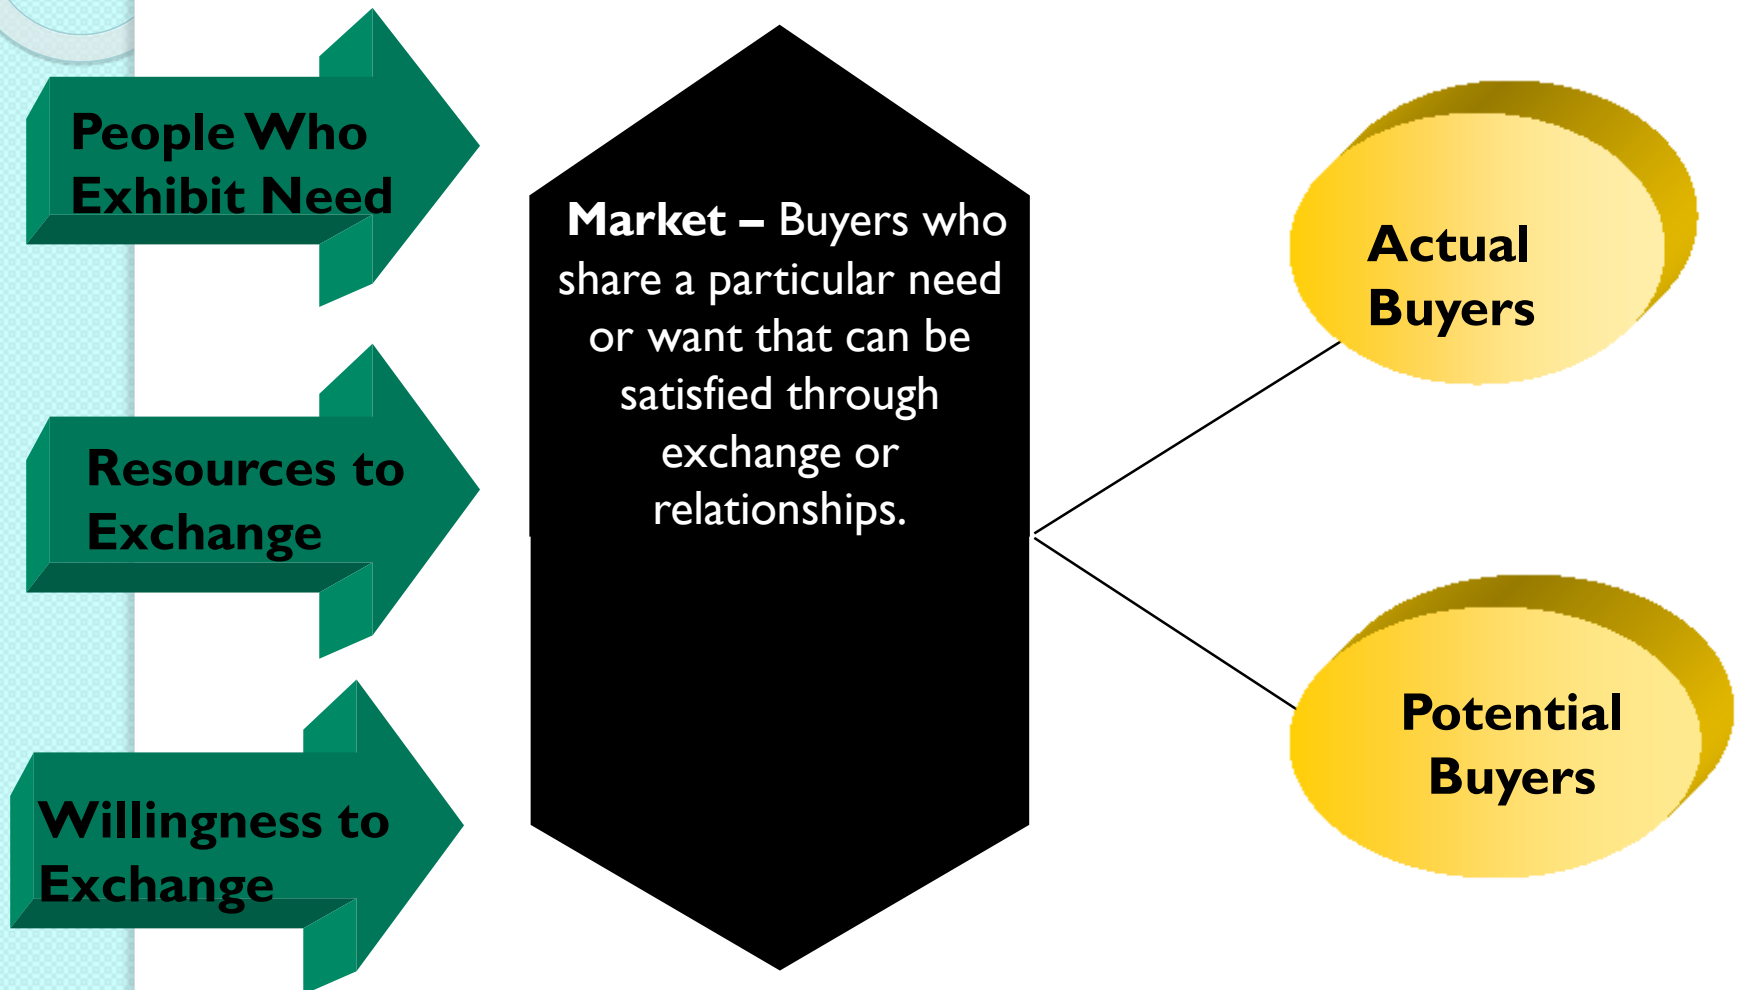 People Who
Exhibit Need
Resources to
Exchange
Willingness to
Exchange
Market – Buyers who
share a particular need
or want that can be
satisfied through
exchange or
relationships.
Actual
Buyers
Potential
Buyers